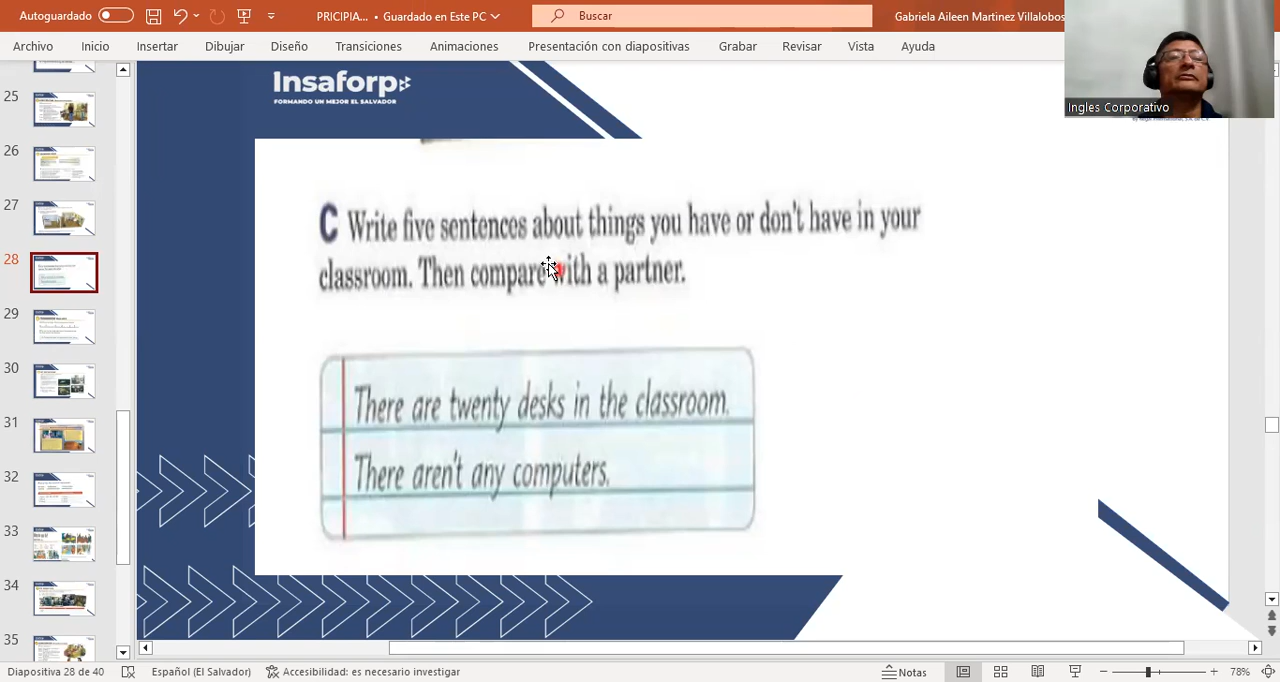 Autoguardado
PRICIPIA... • Guardado en Este PC
Buscar
Gabriela Aileen Martinez Villalobos
Archivo
Inicio
Insertar
Dibujar
Diseño
Transiciones
Animaciones
Presentación con diapositivas
Grabar
Revisar
Vista
Ayuda
Ingles Corporativo
25
26
27
28
29
30
31
32
33
34
35
Insaforp
FORMANDO UN MEJOR EL SALVADOR
C Write five sentences about things you have or don't have in your
classroom. Then compare with a partner.
There are twenty desks in the classroom.
There aren't any computers.
Diapositiva 28 de 40
Español (El Salvador)
Accesibilidad: es necesario investigar
Notas
78%